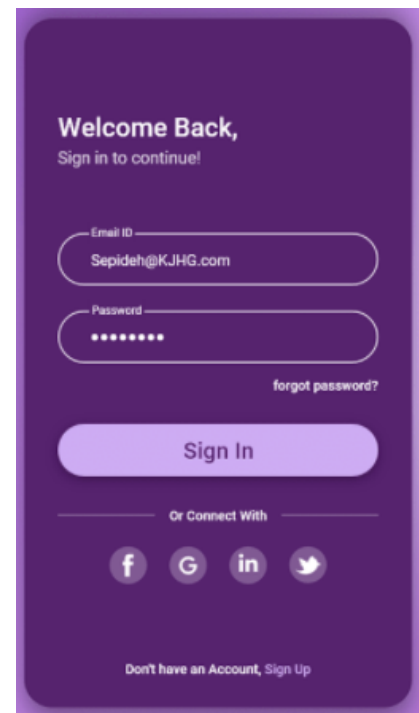 Welcome Back,
Sign in to continue!
Email ID
Sepideh@KJHG.com
Password
forgot password?
Sign In
Or Connect With
f G in
Don't have an Account, Sign Up